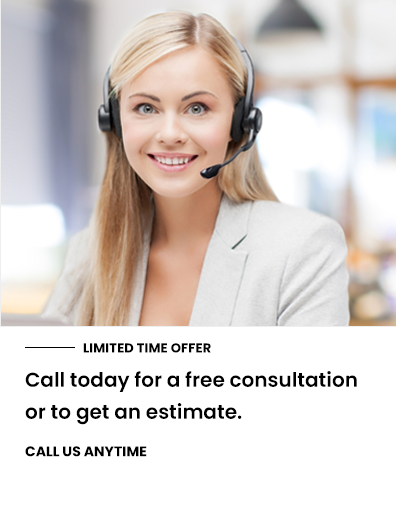 LIMITED TIME OFFER
Call today for a free consultation
or to get an estimate.
CALL US ANYTIME